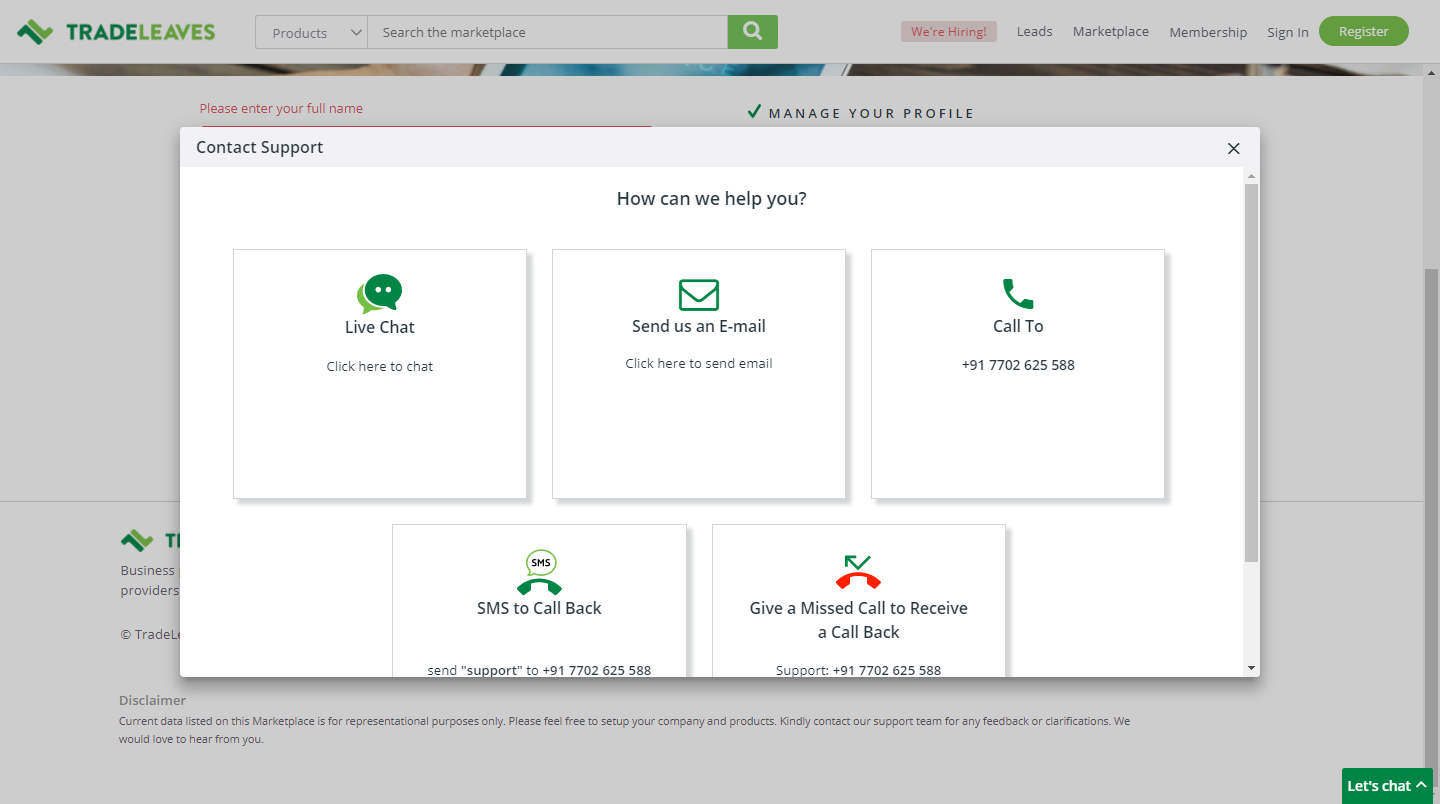 TRADELEAVES
Products
Search the marketplace
We're Hiring!
Leads
Marketplace
Membership
Sign In
Register
Please enter your full name
MANAGE YOUR PROFILE
Contact Support
How can we help you?
Live Chat
Click here to chat
Send us an E-mail
Click here to send email
Call To
+91 7702 625 588
SMS
SMS to Call Back
send "support" to +91 7702 625 588
Give a Missed Call to Receive
a Call Back
Support: +91 7702 625 588
Business
providers
© TradeLe
Disclaimer
Current data listed on this Marketplace is for representational purposes only. Please feel free to setup your company and products. Kindly contact our support team for any feedback or clarifications. We
would love to hear from you.
Let's chat